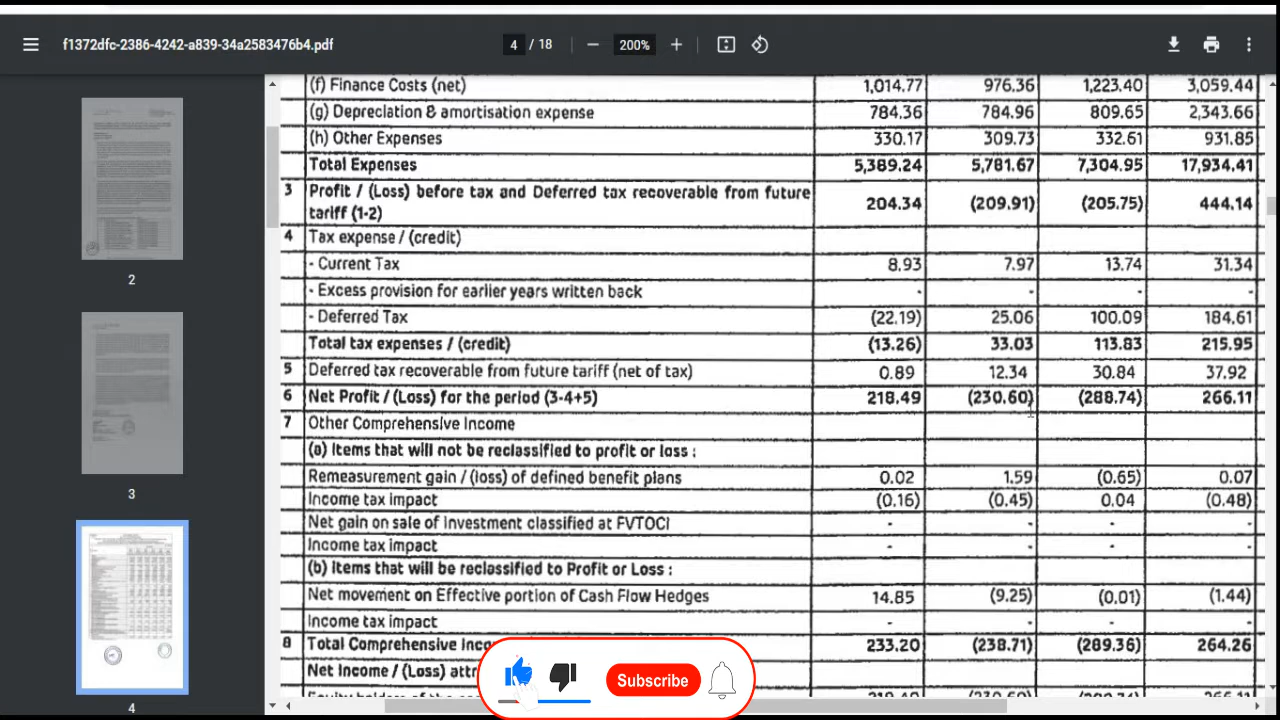 f1372dfc-2386-4242-a839-34a2583476b4.pdf 4 / 18 200%
(f) Finance Costs (net) 1,014.77 976.36 1,223.40 3,059.44
(g) Depreciation & amortisation expense 784.36 784.96 809.65 2,343.66
(h) Other Expenses 330.17 309.73 332.61 931.85
Total Expenses 5,389.24 5,781.67 7,304.95 17,934.41
3 Profit / (Loss) before tax and Deferred tax recoverable from future
tariff (1-2) 204.34 (209.91) (205.75) 444.14
4 Tax expense / (credit)
- Current Tax 8.93 7.97 13.74 31.34
- Excess provision for earlier years written back - - - -
- Deferred Tax (22.19) 25.06 100.09 184.61
Total tax expenses / (credit) (13.26) 33.03 113.83 215.95
5 Deferred tax recoverable from future tariff (net of tax) 0.89 12.34 30.84 37.92
6 Net Profit / (Loss) for the period (3-4+5) 218.49 (230.60) (288.74) 266.11
7 Other Comprehensive Income
(a) Items that will not be reclassified to profit or loss :
Remeasurement gain / (loss) of defined benefit plans 0.02 1.59 (0.65) 0.07
Income tax impact (0.16) (0.45) 0.04 (0.48)
Net gain on sale of Investment classified at FVTOCI - - - -
Income tax impact - - - -
(b) Items that will be reclassified to Profit or Loss :
Net movement on Effective portion of Cash Flow Hedges 14.85 (9.25) (0.01) (1.44)
Income tax impact - - - -
8 Total Comprehensive 233.20 (238.71) (289.36) 264.26
Net Income / (Loss)
Subscribe
2
3
4